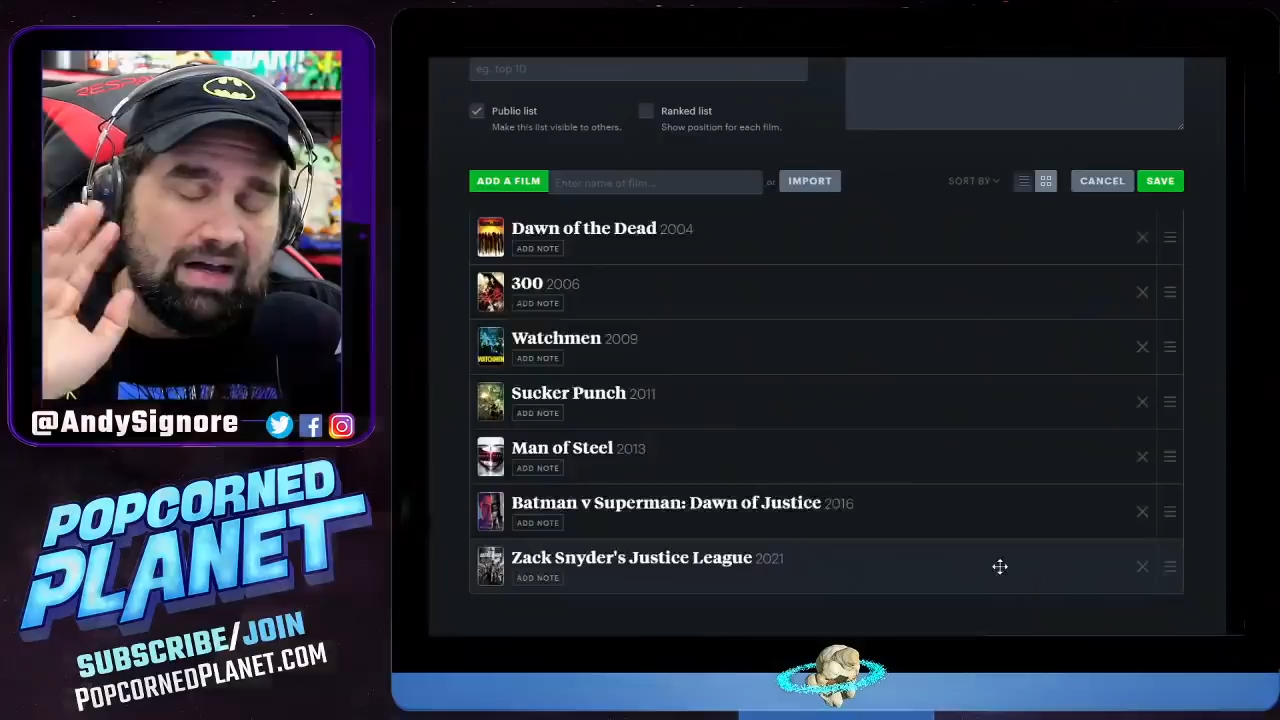 RESPA
@AndySignore
POPCORNED
PLANET
SUBSCRIBE/JOIN
POPCORNEDPLANET.COM
eg. top 10
Public list
Make this list visible to others.
Ranked list
Show position for each film.
ADD A FILM
Enter name of film...
or
IMPORT
SORT BY
CANCEL
SAVE
Dawn of the Dead 2004
ADD NOTE
300 2006
ADD NOTE
Watchmen 2009
ADD NOTE
Sucker Punch 2011
ADD NOTE
Man of Steel 2013
ADD NOTE
Batman v Superman: Dawn of Justice 2016
ADD NOTE
Zack Snyder's Justice League 2021
ADD NOTE
WATCHMEN